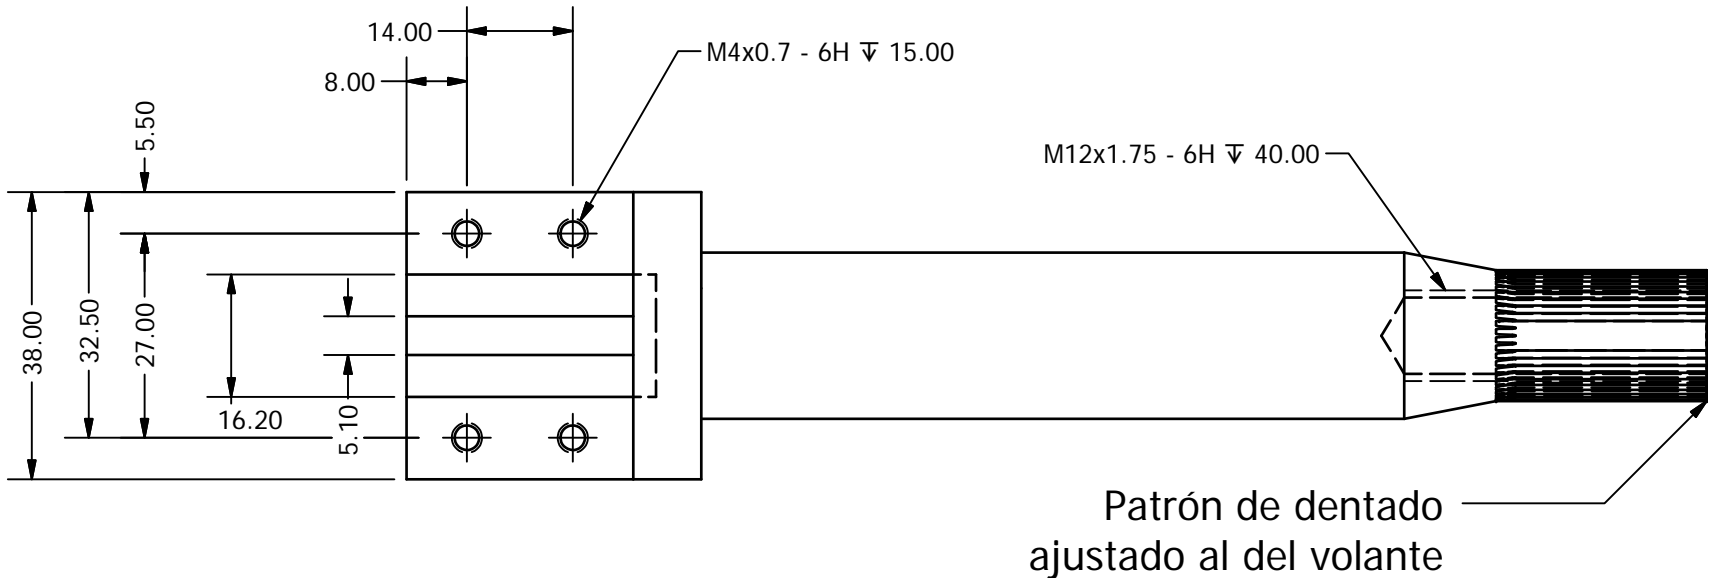 14.00
M4x0.7 - 6H ↧ 15.00
8.00
5.50
M12x1.75 - 6H ↧ 40.00
38.00
32.50
27.00
16.20
5.10
Patrón de dentado
ajustado al del volante